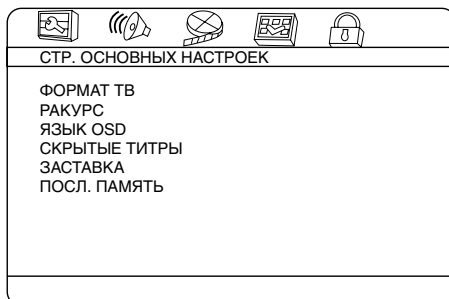 СТР. ОСНОВНЫХ НАСТРОЕК
ФОРМАТ ТВ
РАКУРС
ЯЗЫК OSD
СКРЫТЫЕ ТИТРЫ
ЗАСТАВКА
ПОСЛ. ПАМЯТЬ